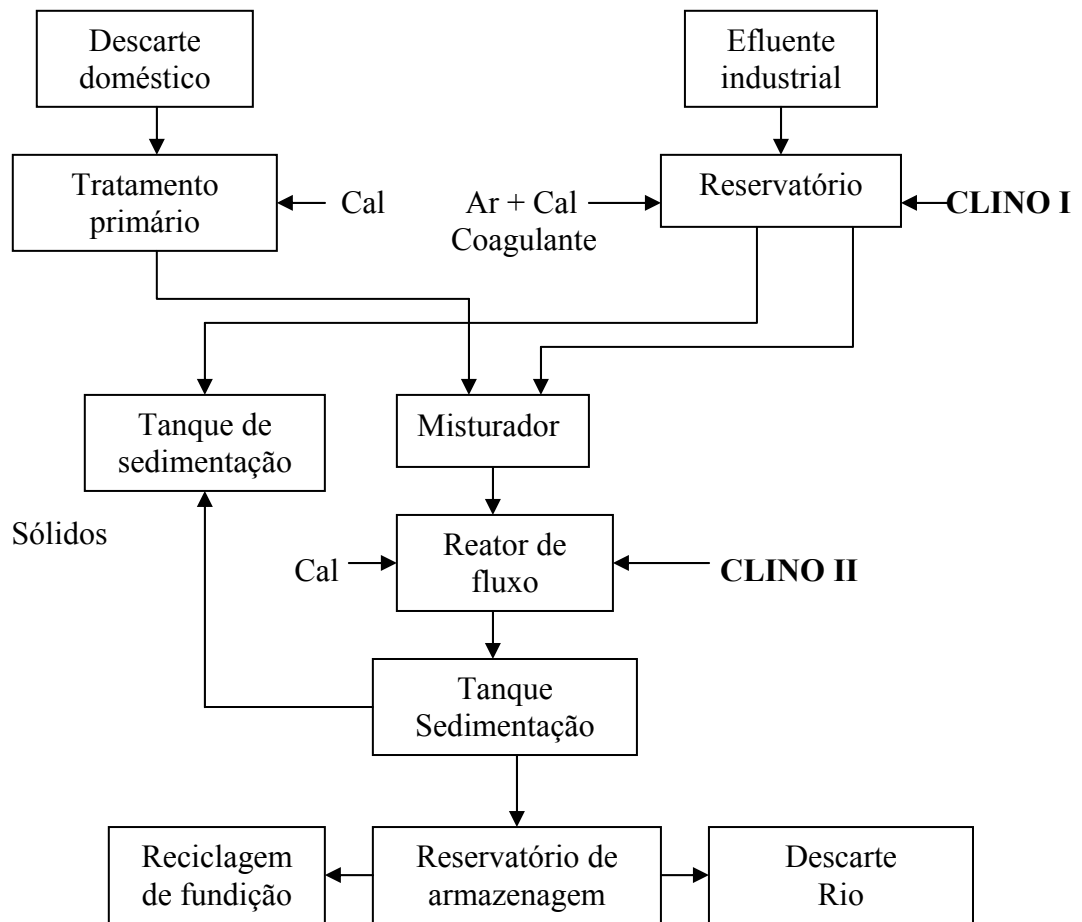 Descarte
doméstico
Efluente
industrial
Tratamento
primário
Cal
Ar + Cal
Coagulante
Reservatório
CLINO I
Tanque de
sedimentação
Misturador
Sólidos
Cal
Reator de
fluxo
CLINO II
Tanque
Sedimentação
Reciclagem
de fundição
Reservatório de
armazenagem
Descarte
Rio